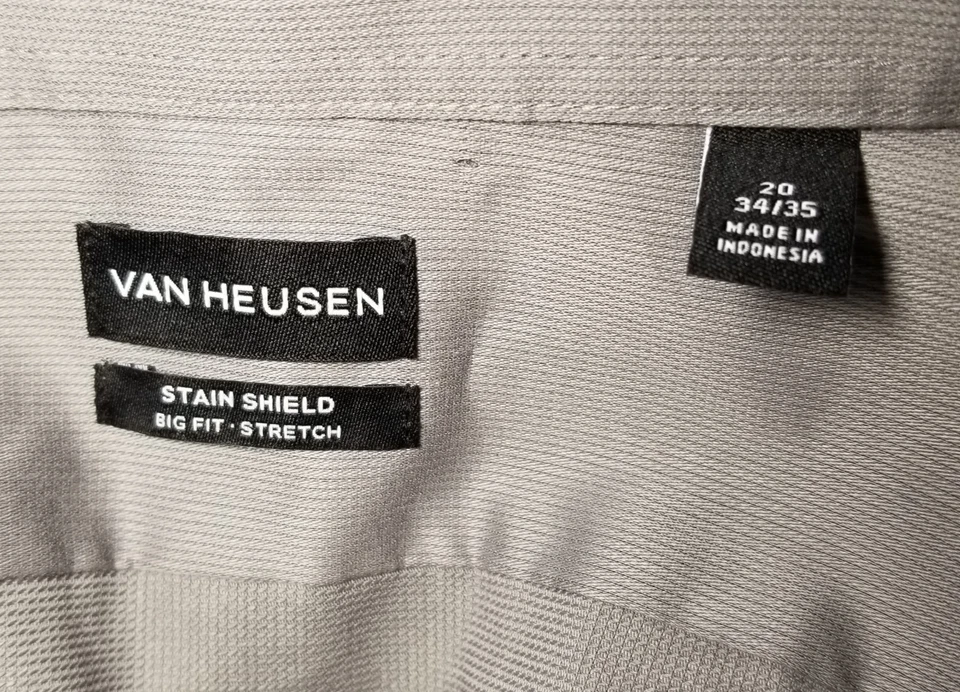 VAN HEUSEN
STAIN SHIELD
BIG FIT · STRETCH
20
34/35
MADE IN
INDONESIA